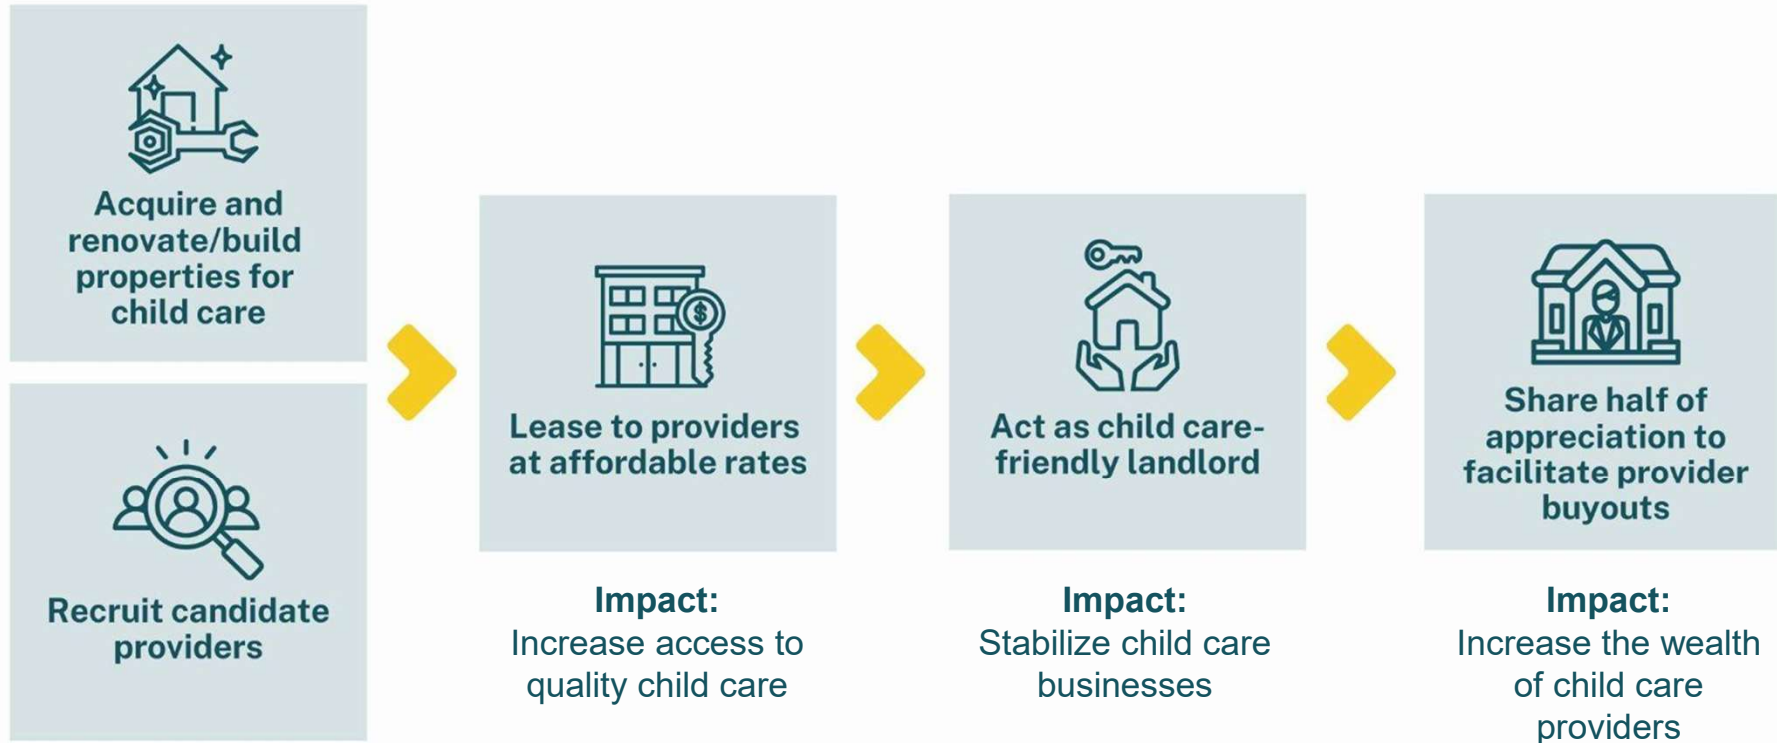 Acquire and
renovate/build
properties for
child care
Recruit candidate
providers
$
Lease to providers
at affordable rates
Impact:
Increase access to
quality child care
Act as child care-
friendly landlord
Impact:
Stabilize child care
businesses
Share half of
appreciation to
facilitate provider
buyouts
Impact:
Increase the wealth
of child care
providers